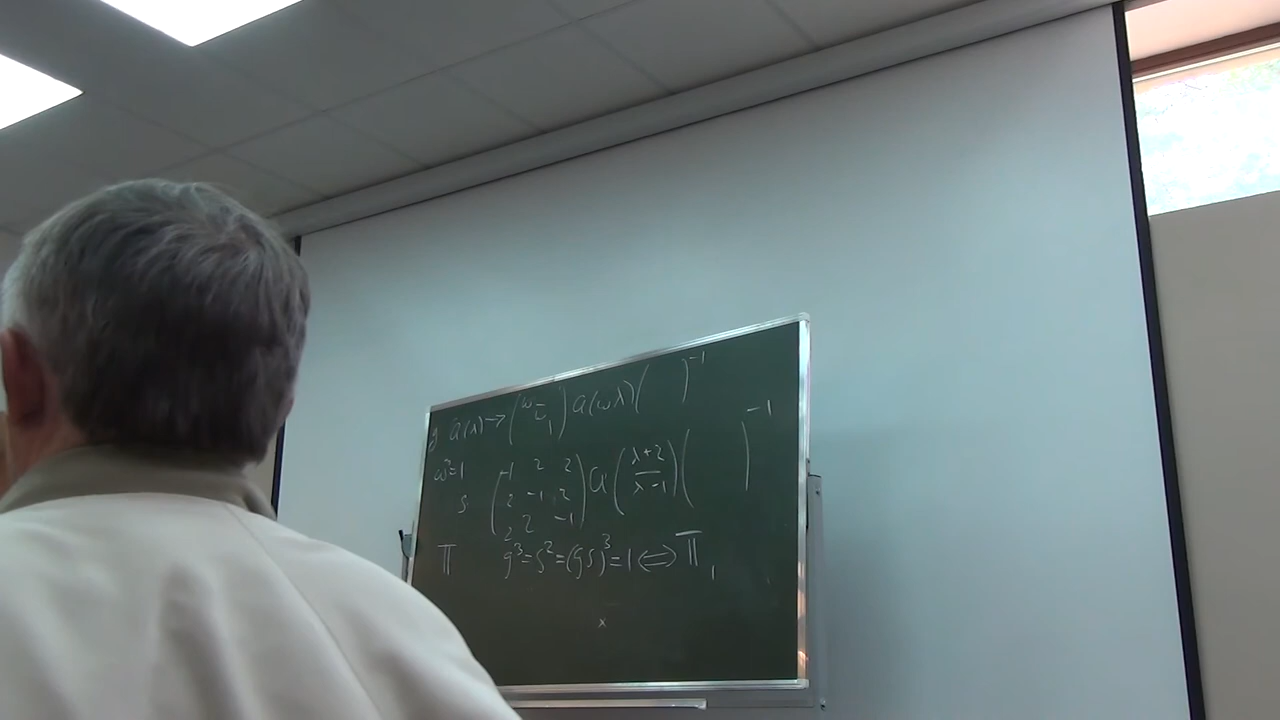 g a(λ) → ( ω ω̄ 1 ) a(ωλ) ( )⁻¹
ω³=1
s ( -1 2 2
2 -1 2
2 2 -1 ) a ( (λ+2)/(λ-1) ) ( )⁻¹
𝕋 g³=s²=(gs)³=1 ⟺ 𝕋
x